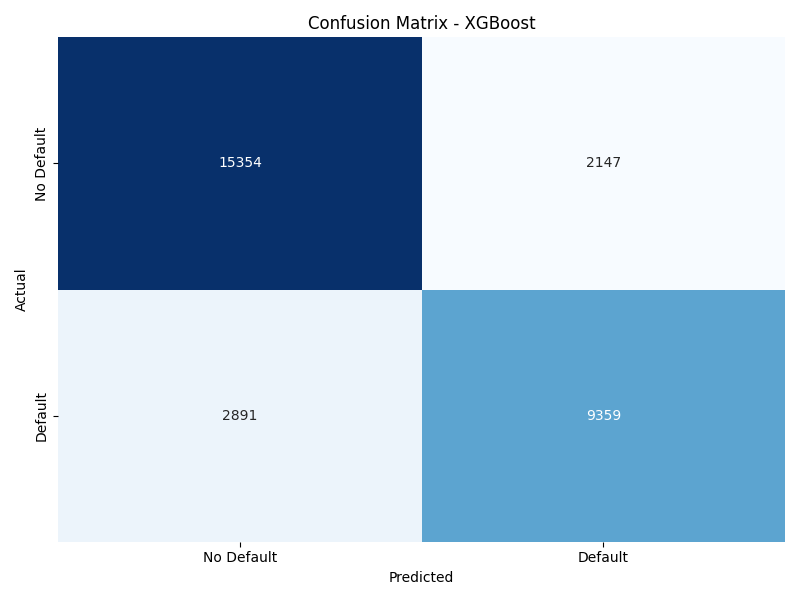 Confusion Matrix - XGBoost
No Default
15354
2147
Actual
Default
2891
9359
No Default
Default
Predicted